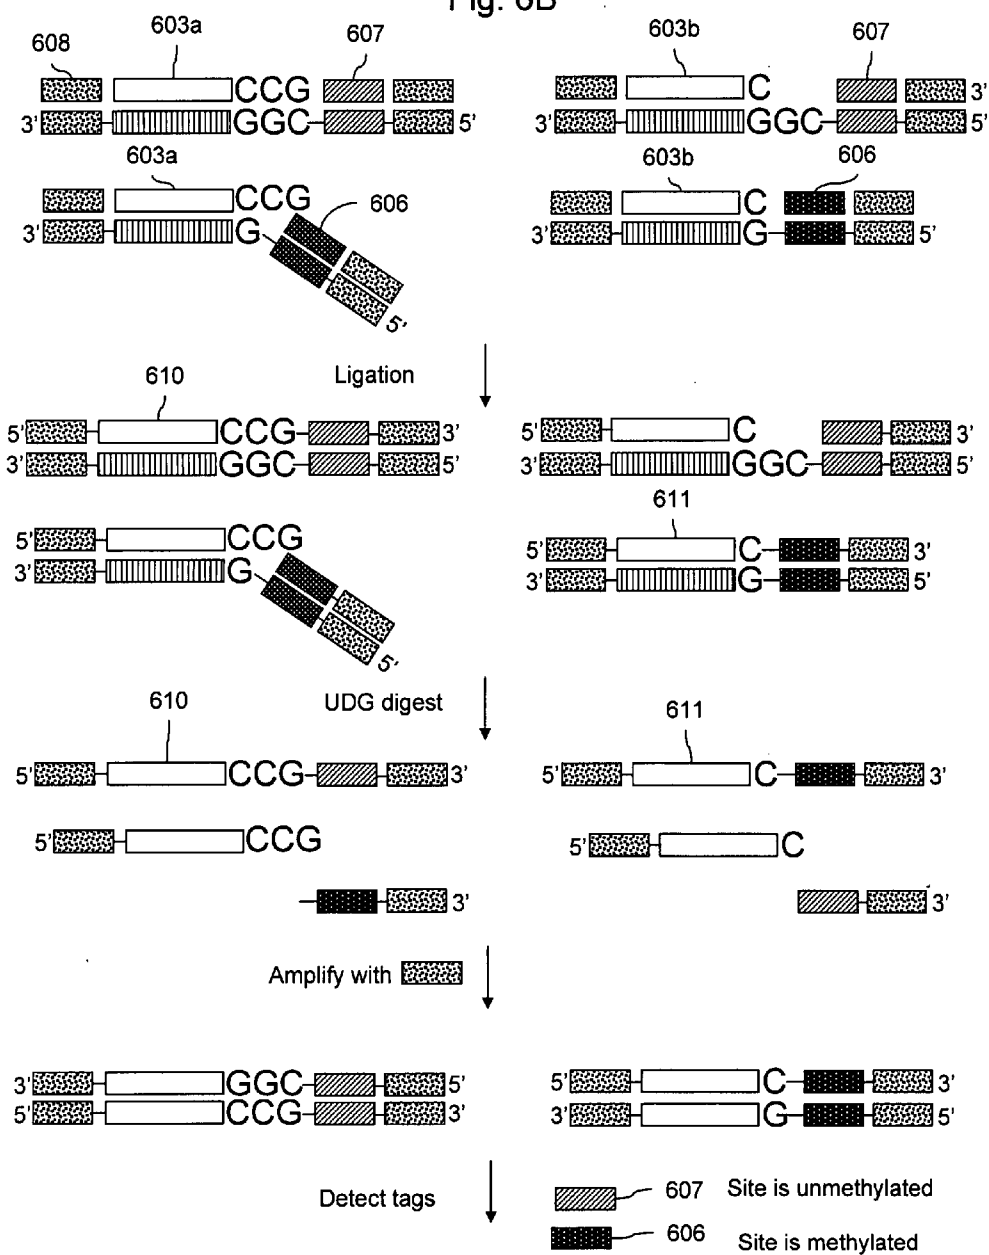 Fig. 6B
608 603a 607 603b 607
CCG C 3'
3' GGC 5' 3' GGC 5'
603a 603b 606
CCG 606 C
3' G 5' 3' G 5'
Ligation
610
5' CCG 3' 5' C 3'
3' GGC 5' 3' GGC 5'
611
5' CCG 5' C 3'
3' G 5' 3' G 5'
UDG digest
610 611
5' CCG 3' 5' C 3'
5' CCG 5' C
3' 3'
Amplify with
3' GGC 5' 5' C 3'
5' CCG 3' 3' G 5'
Detect tags
607 Site is unmethylated
606 Site is methylated